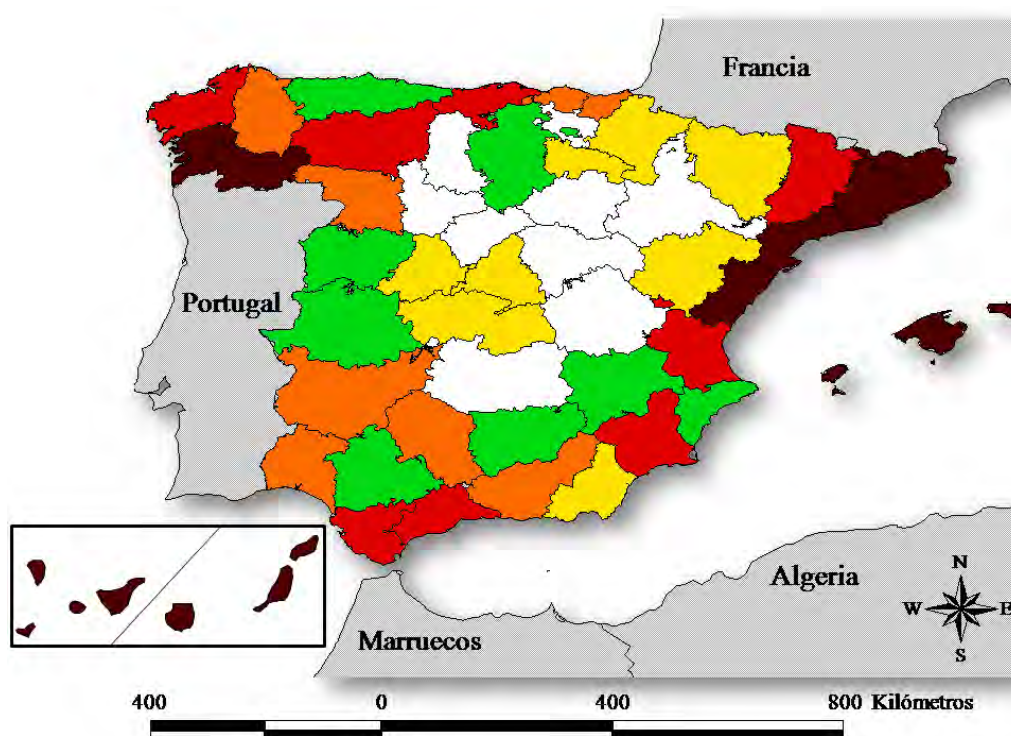 Francia
Portugal
Algeria
Marruecos
N
W E
S
400 0 400 800 Kilómetros